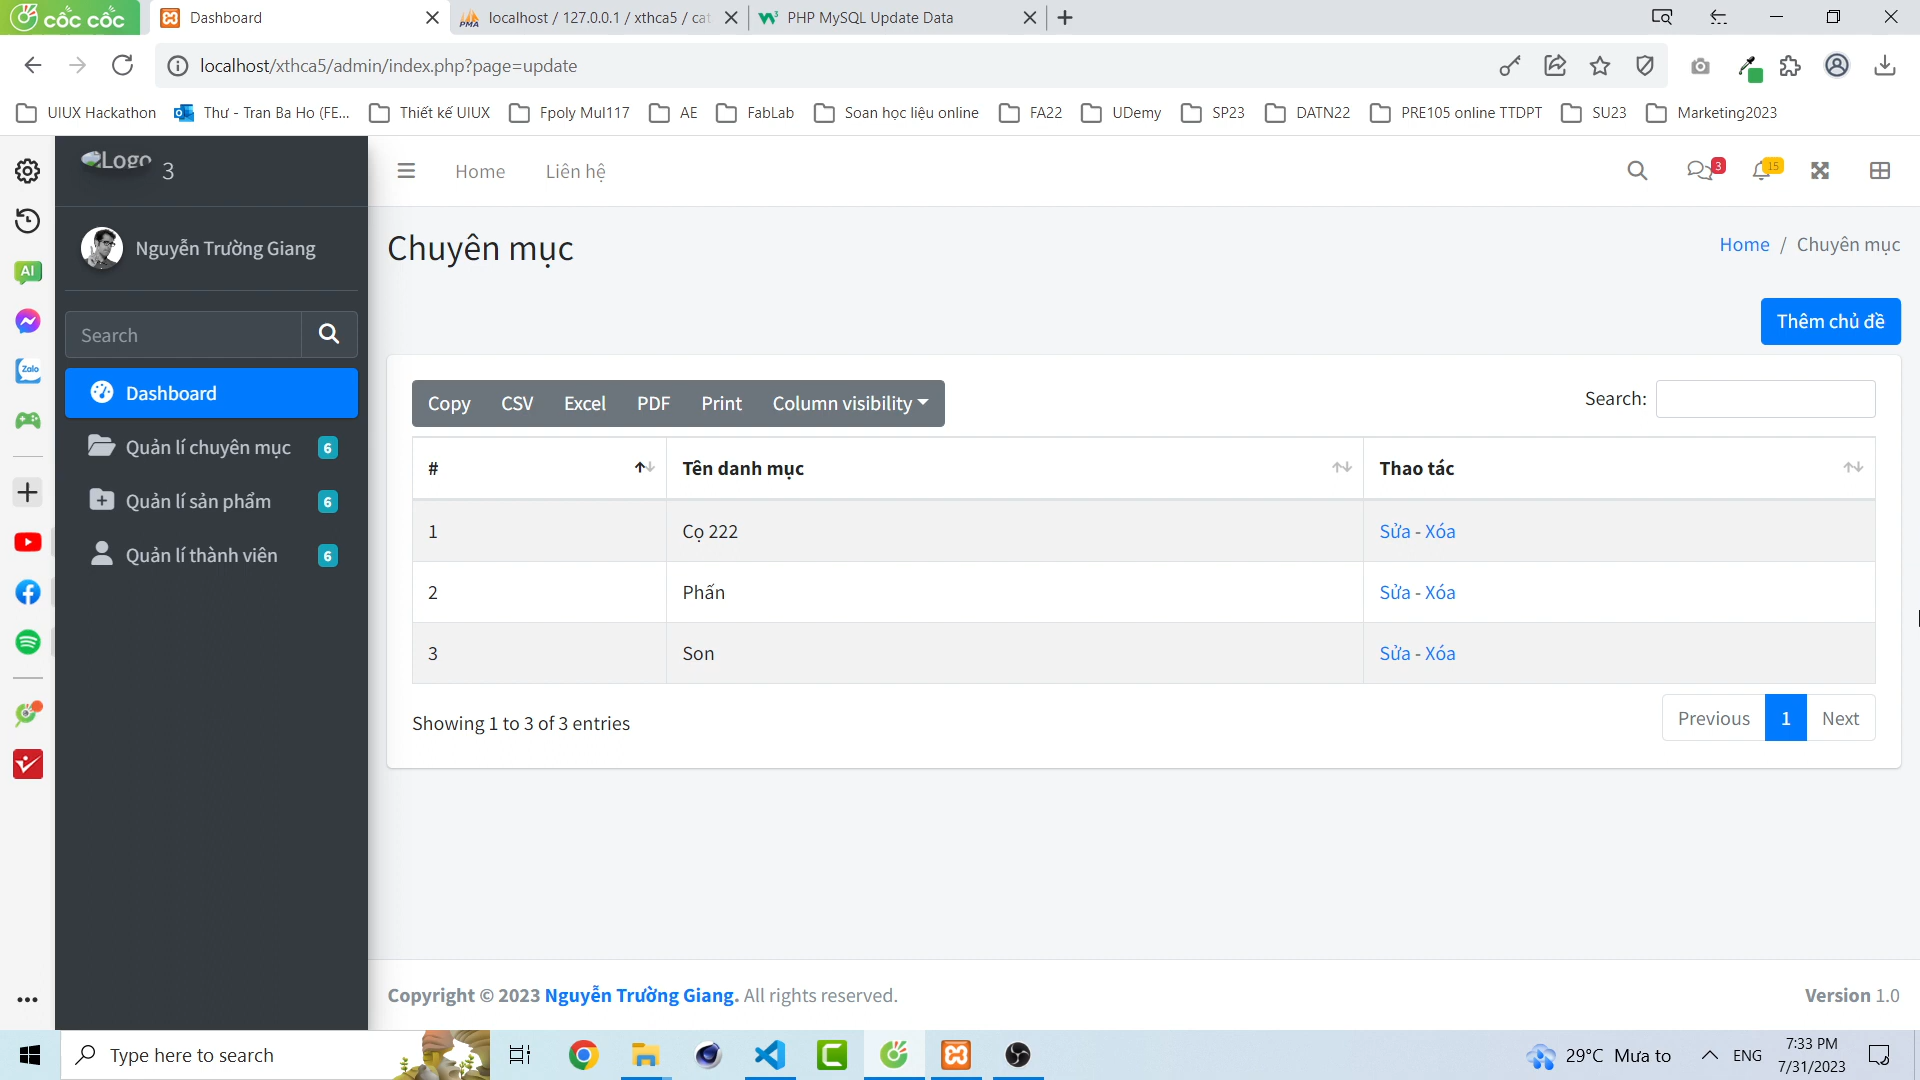 cốc cốc
Dashboard
localhost / 127.0.0.1 / xthca5 / cat
PHP MySQL Update Data
localhost/xthca5/admin/index.php?page=update
UIUX Hackathon
Thư - Tran Ba Ho (FE...
Thiết kế UIUX
Fpoly Mul117
AE
FabLab
Soan học liệu online
FA22
UDemy
SP23
DATN22
PRE105 online TTDPT
SU23
Marketing2023
Logo 3
Home
Liên hệ
3
15
Nguyễn Trường Giang
Chuyên mục
Home / Chuyên mục
Thêm chủ đề
Search
Dashboard
Quản lí chuyên mục 6
Quản lí sản phẩm 6
Quản lí thành viên 6
Copy CSV Excel PDF Print Column visibility
Search:
# Tên danh mục Thao tác
1 Cọ 222 Sửa - Xóa
2 Phấn Sửa - Xóa
3 Son Sửa - Xóa
Showing 1 to 3 of 3 entries
Previous 1 Next
AI
Zalo
Copyright © 2023 Nguyễn Trường Giang. All rights reserved.
Version 1.0
Type here to search
29°C Mưa to
ENG
7:33 PM
7/31/2023